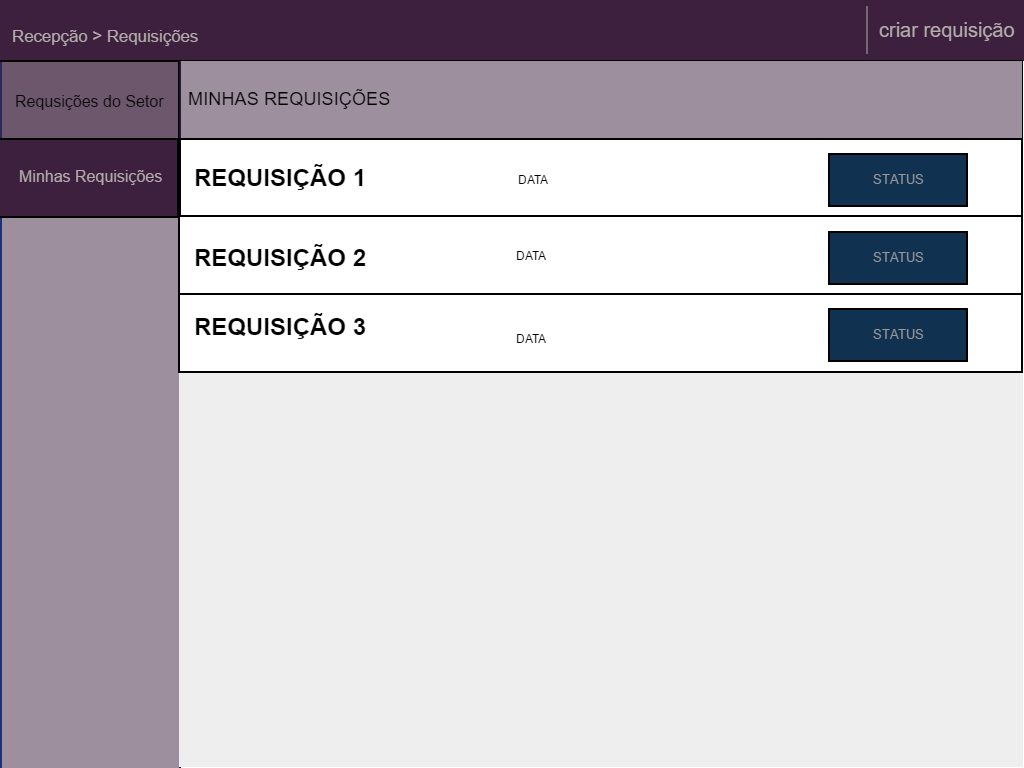 Recepção > Requisições
criar requisição
Requsições do Setor
MINHAS REQUISIÇÕES
Minhas Requisições
REQUISIÇÃO 1
DATA
STATUS
REQUISIÇÃO 2
DATA
STATUS
REQUISIÇÃO 3
DATA
STATUS